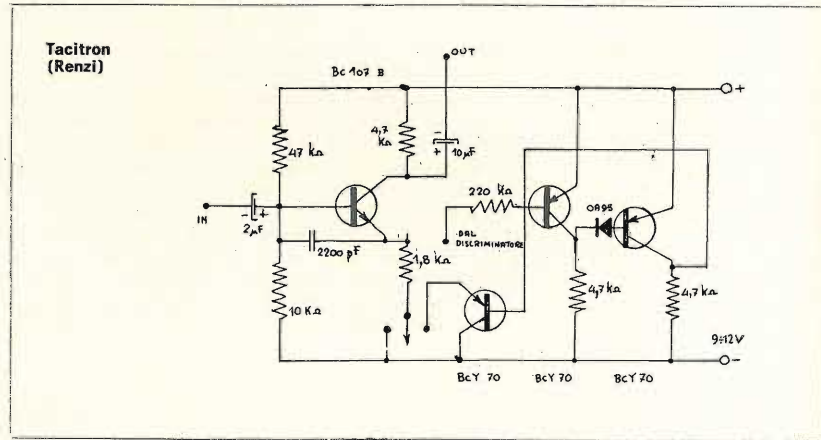 Tacitron
(Renzi)
BC 107 B
OUT
+
4,7
KΩ
-
+
10µF
47 KΩ
220 KΩ
OA95
IN
- +
2µF
DAL
DISCRIMINATORE
2200 pF
1,8 KΩ
10 KΩ
4,7 KΩ
4,7 KΩ
9÷12V
-
BCY 70
BCY 70
BCY 70